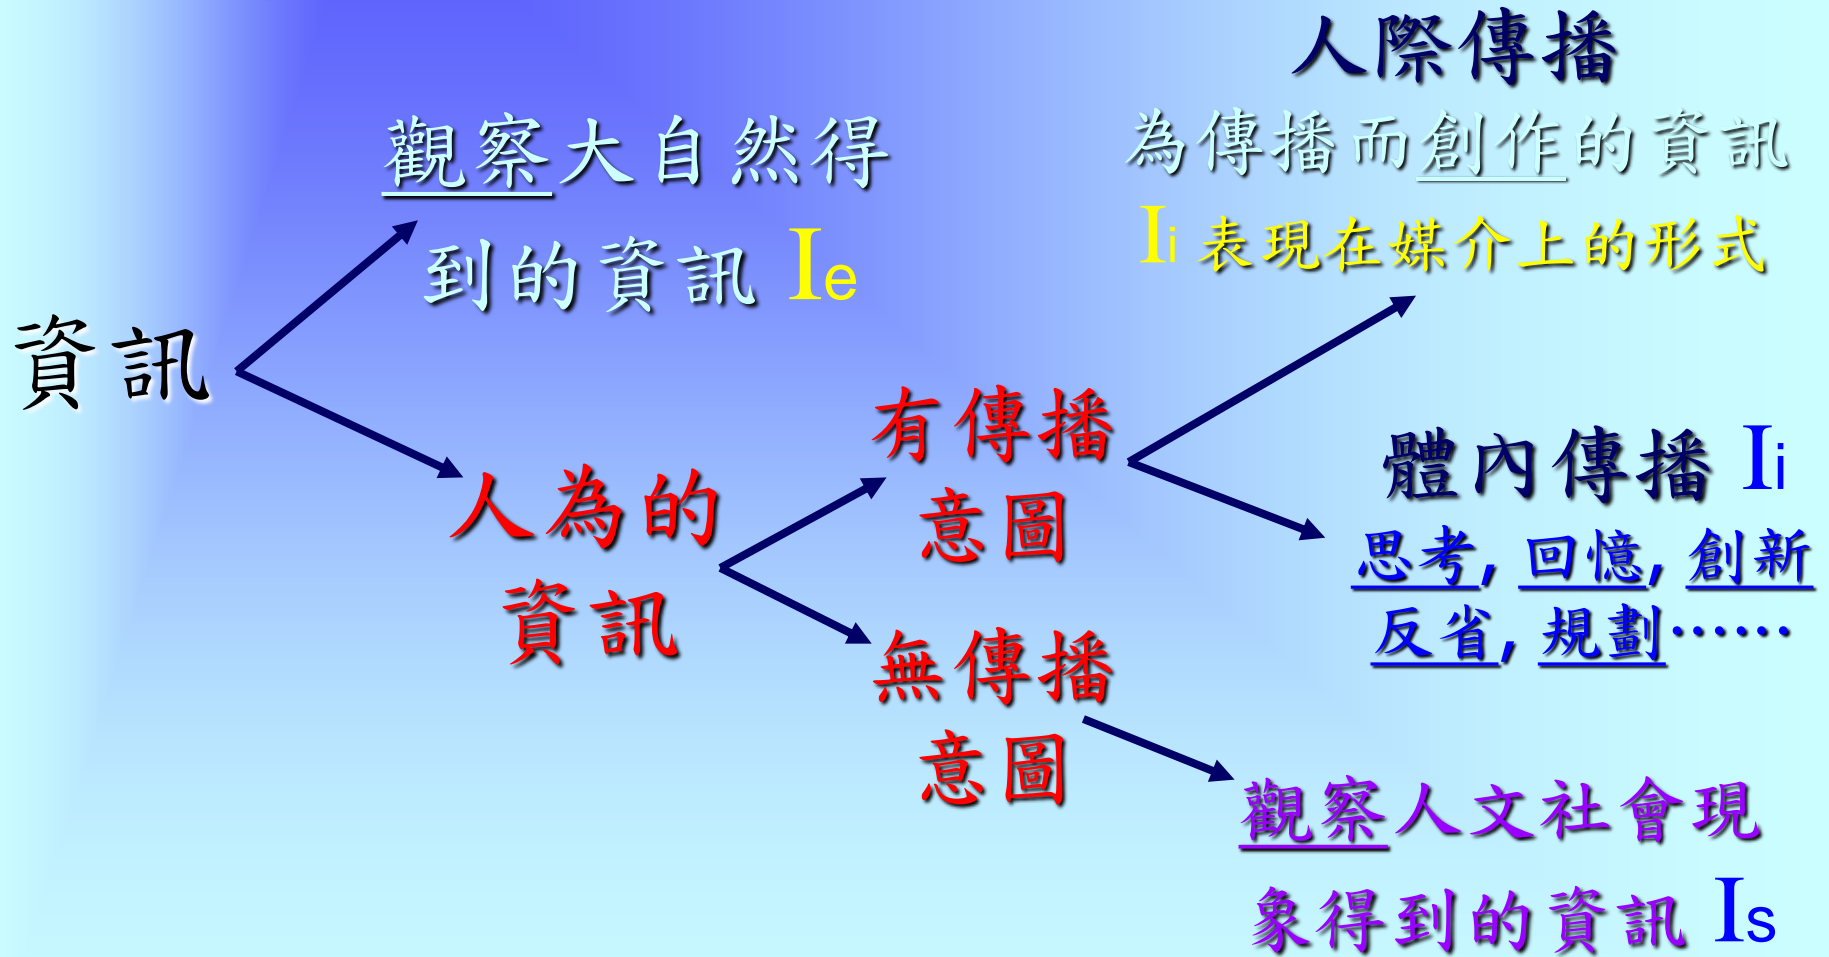 資訊
觀察大自然得
到的資訊 Ie
人為的
資訊
有傳播
意圖
無傳播
意圖
人際傳播
為傳播而創作的資訊
Ii 表現在媒介上的形式
體內傳播 Ii
思考, 回憶, 創新
反省, 規劃……
觀察人文社會現
象得到的資訊 Is